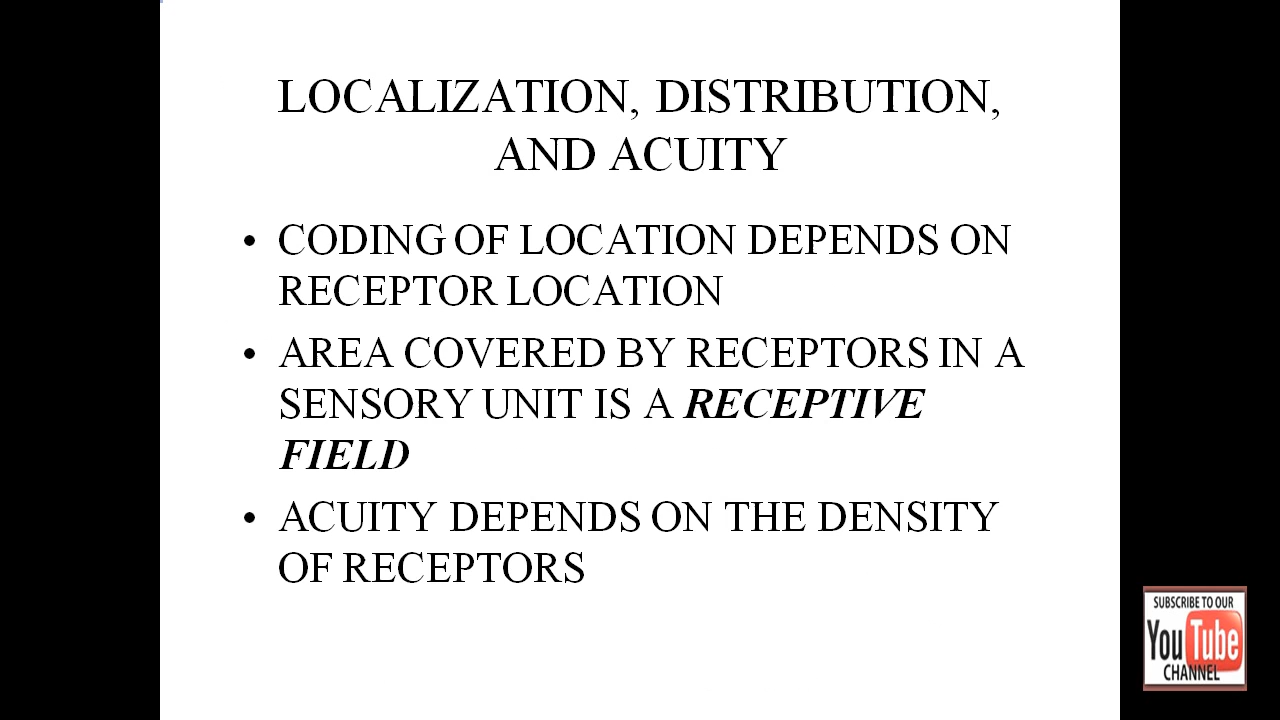 LOCALIZATION, DISTRIBUTION,
AND ACUITY
• CODING OF LOCATION DEPENDS ON
RECEPTOR LOCATION
• AREA COVERED BY RECEPTORS IN A
SENSORY UNIT IS A RECEPTIVE
FIELD
• ACUITY DEPENDS ON THE DENSITY
OF RECEPTORS
SUBSCRIBE TO OUR
YouTube
CHANNEL